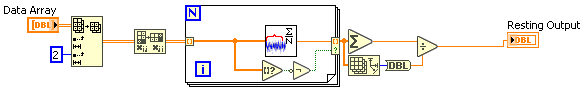 Data Array
DBL
2
N
i
?
DBL
Resting Output
DBL